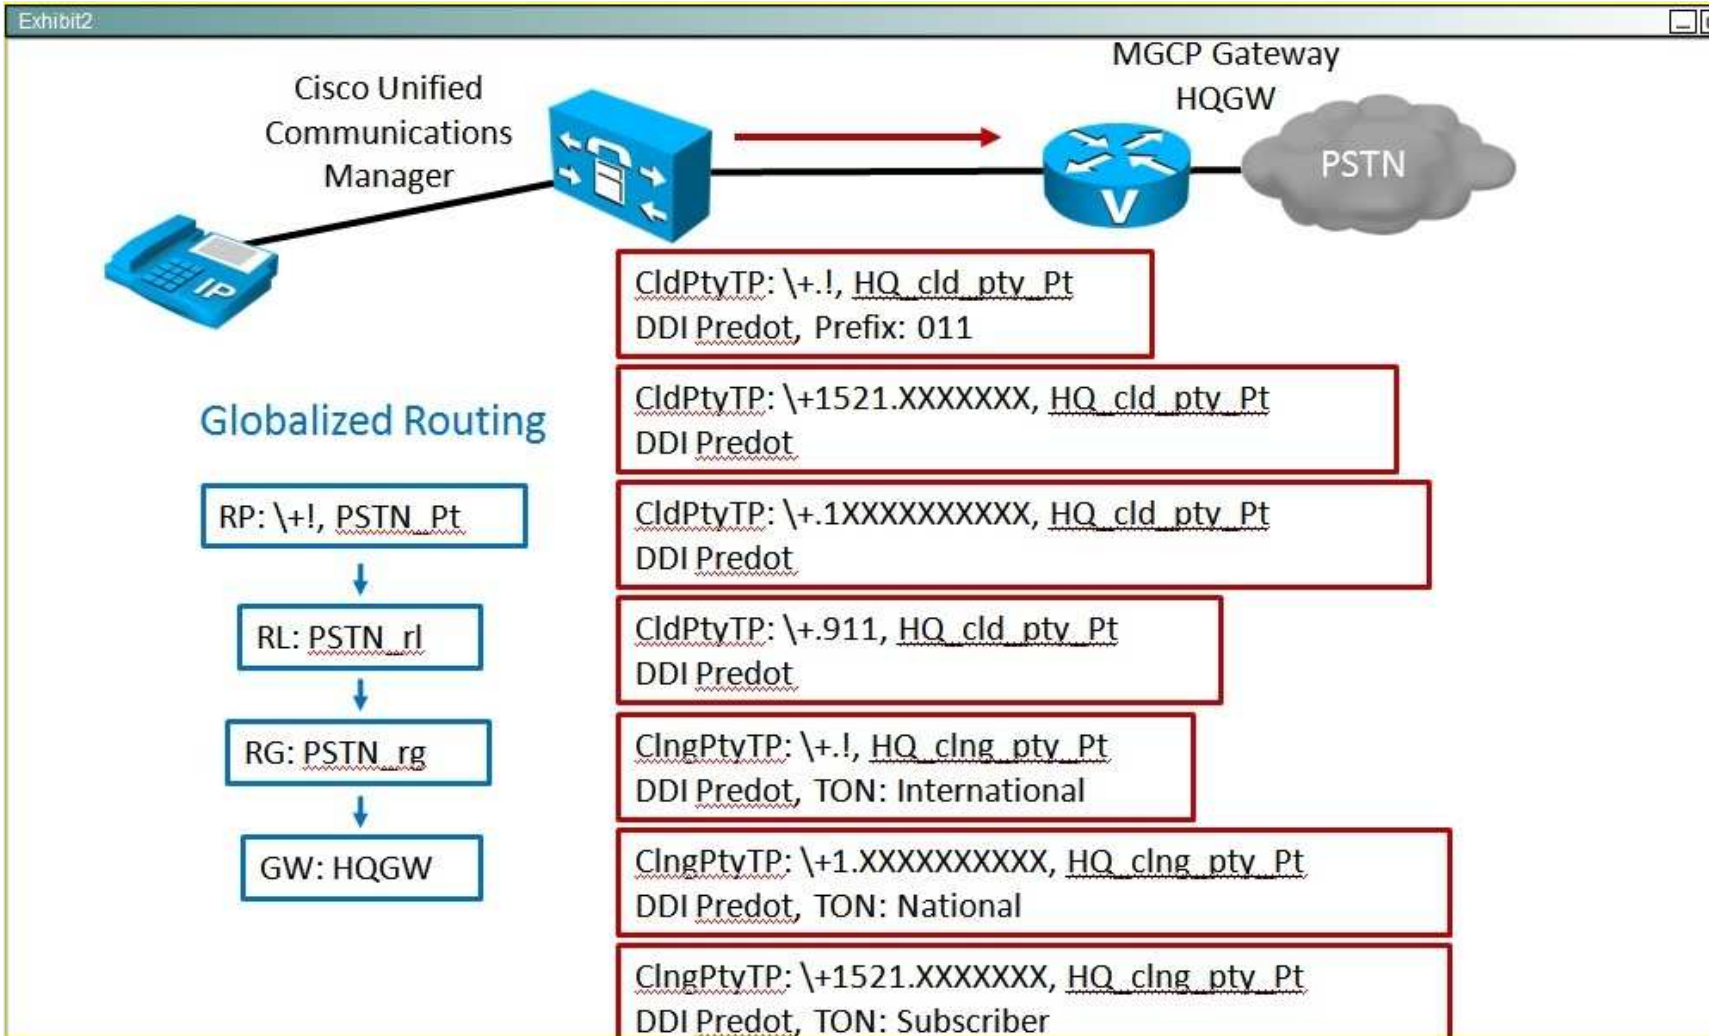 Exhibit2
MGCP Gateway
HQGW
Cisco Unified
Communications
Manager
PSTN
V
IP
CldPtyTP: \+.!, HQ_cld_pty_Pt
DDI Predot, Prefix: 011
CldPtyTP: \+1521.XXXXXXX, HQ_cld_pty_Pt
DDI Predot
Globalized Routing
CldPtyTP: \+.1XXXXXXXXXX, HQ_cld_pty_Pt
DDI Predot
RP: \+!, PSTN_Pt
CldPtyTP: \+.911, HQ_cld_pty_Pt
DDI Predot
RL: PSTN_rl
ClngPtyTP: \+.!, HQ_clng_pty_Pt
DDI Predot, TON: International
RG: PSTN_rg
ClngPtyTP: \+1.XXXXXXXXXX, HQ_clng_pty_Pt
DDI Predot, TON: National
GW: HQGW
ClngPtyTP: \+1521.XXXXXXX, HQ_clng_pty_Pt
DDI Predot, TON: Subscriber